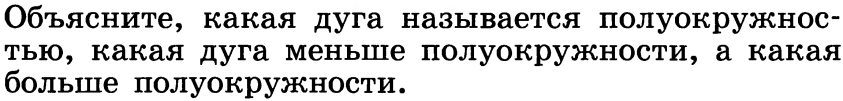 Объясните, какая дуга называется полуокружнос-
тью, какая дуга меньше полуокружности, а какая
больше полуокружности.